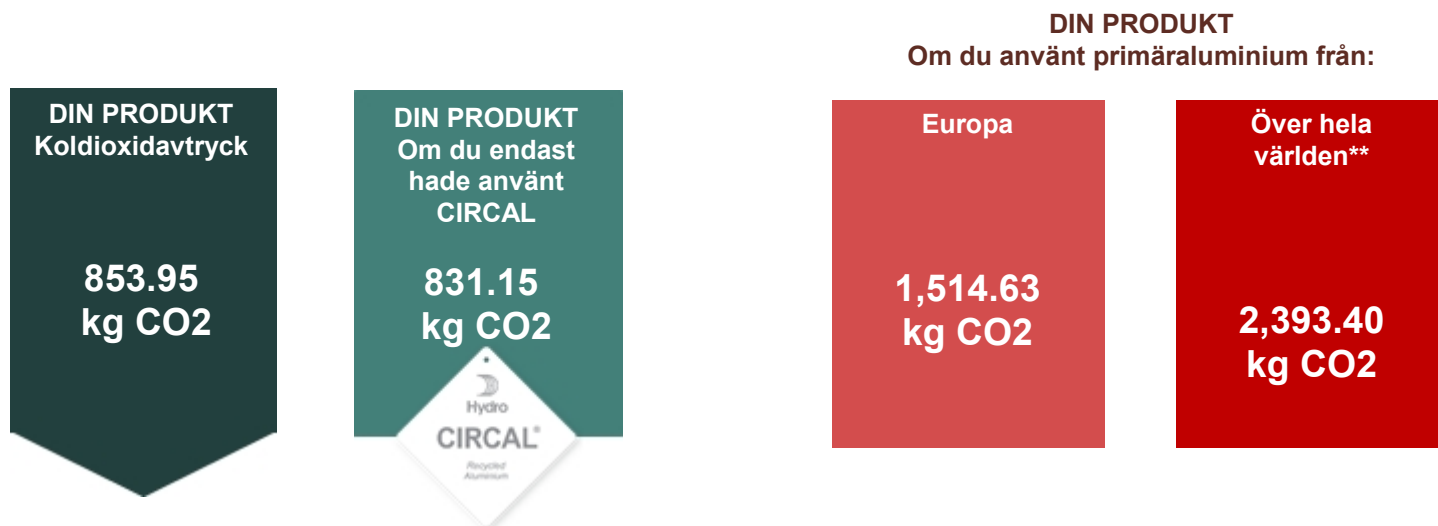 DIN PRODUKT
Om du använt primäraluminium från:
DIN PRODUKT
Koldioxidavtryck
853.95
kg CO2
DIN PRODUKT
Om du endast
hade använt
CIRCAL
831.15
kg CO2
Hydro
CIRCAL®
Recycled
Aluminium
Europa
1,514.63
kg CO2
Över hela
världen**
2,393.40
kg CO2